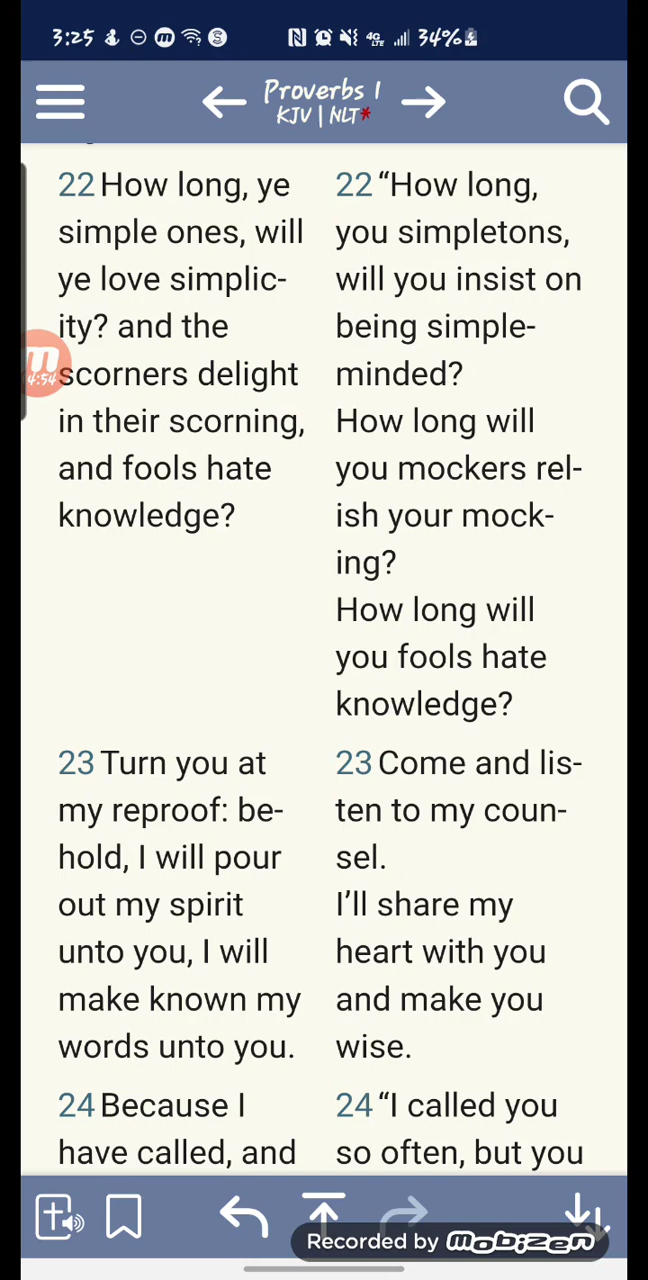 3:25 34%
Proverbs 1
KJV | NLT*
22 How long, ye
simple ones, will
ye love simplic-
ity? and the
scorners delight
in their scorning,
and fools hate
knowledge?
22 “How long,
you simpletons,
will you insist on
being simple-
minded?
How long will
you mockers rel-
ish your mock-
ing?
How long will
you fools hate
knowledge?
4:54
23 Turn you at
my reproof: be-
hold, I will pour
out my spirit
unto you, I will
make known my
words unto you.
23 Come and lis-
ten to my coun-
sel.
I’ll share my
heart with you
and make you
wise.
24 Because I
have called, and
24 “I called you
so often, but you
Recorded by mobizen